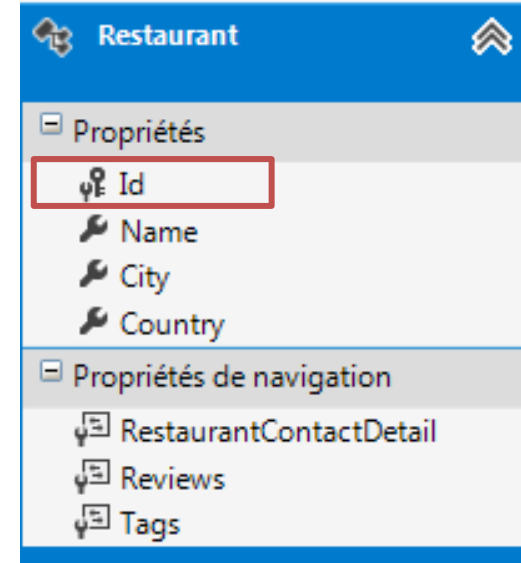 Restaurant
Propriétés
Id
Name
City
Country
Propriétés de navigation
RestaurantContactDetail
Reviews
Tags